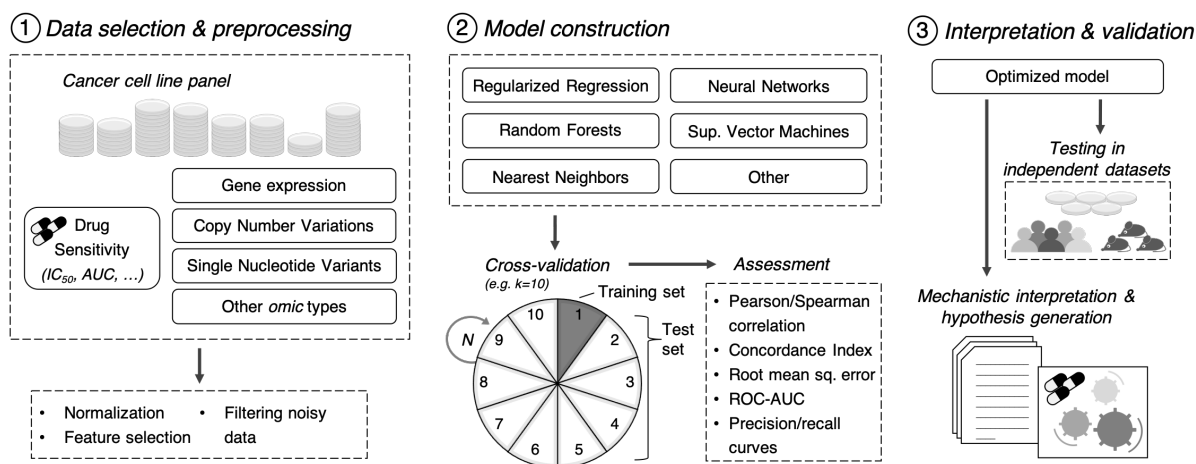 1 Data selection & preprocessing
Cancer cell line panel
Drug
Sensitivity
(IC50, AUC, …)
Gene expression
Copy Number Variations
Single Nucleotide Variants
Other omic types
• Normalization
• Feature selection
• Filtering noisy
data
2 Model construction
Regularized Regression
Neural Networks
Random Forests
Sup. Vector Machines
Nearest Neighbors
Other
Cross-validation
(e.g. k=10)
Training set
Test
set
N
1
2
3
4
5
6
7
8
9
10
Assessment
• Pearson/Spearman
correlation
• Concordance Index
• Root mean sq. error
• ROC-AUC
• Precision/recall
curves
3 Interpretation & validation
Optimized model
Testing in
independent datasets
Mechanistic interpretation &
hypothesis generation